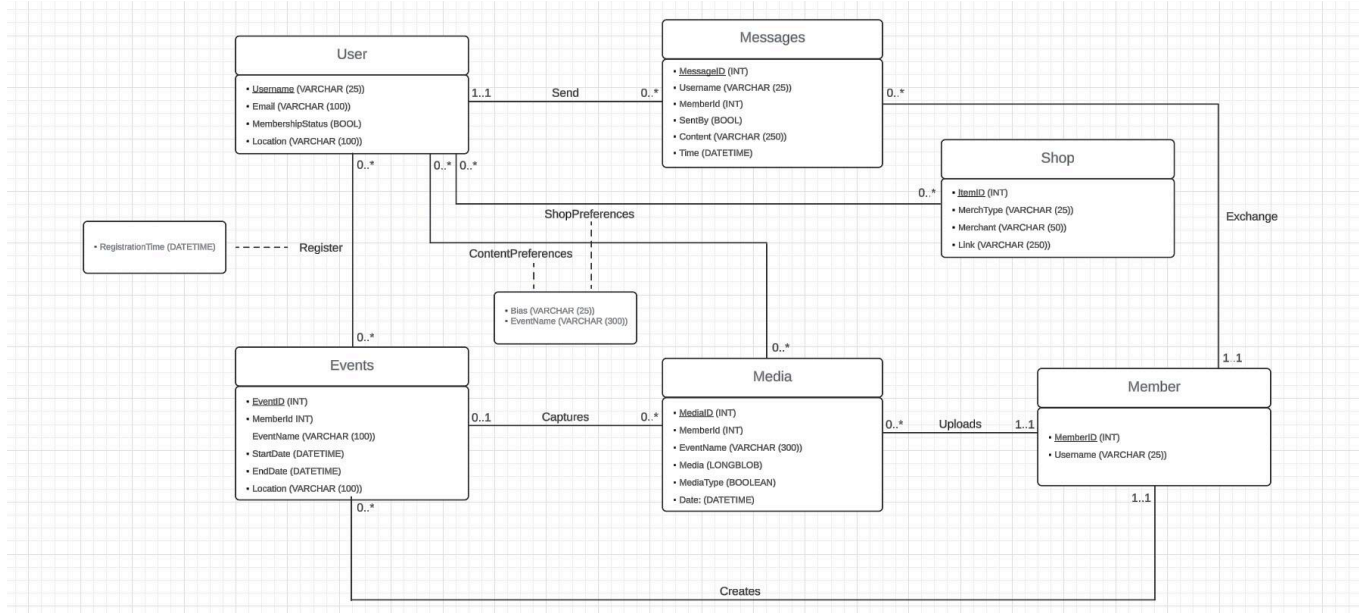 User
• Username (VARCHAR (25))
• Email (VARCHAR (100))
• MembershipStatus (BOOL)
• Location (VARCHAR (100))
1..1
Send
0..*
Messages
• MessageID (INT)
• Username (VARCHAR (25))
• MemberId (INT)
• SentBy (BOOL)
• Content (VARCHAR (250))
• Time (DATETIME)
0..*
Shop
• ItemID (INT)
• MerchType (VARCHAR (25))
• Merchant (VARCHAR (50))
• Link (VARCHAR (250))
0..*
0..*
0..*
0..*
ShopPreferences
Exchange
• RegistrationTime (DATETIME)
Register
ContentPreferences
• Bias (VARCHAR (25))
• EventName (VARCHAR (300))
0..*
0..*
1..1
Events
• EventID (INT)
• MemberId INT)
EventName (VARCHAR (100))
• StartDate (DATETIME)
• EndDate (DATETIME)
• Location (VARCHAR (100))
0..1
Captures
0..*
Media
• MediaID (INT)
• MemberId (INT)
• EventName (VARCHAR (300))
• Media (LONGBLOB)
• MediaType (BOOLEAN)
• Date: (DATETIME)
0..*
Uploads
1..1
Member
• MemberID (INT)
• Username (VARCHAR (25))
0..*
1..1
Creates